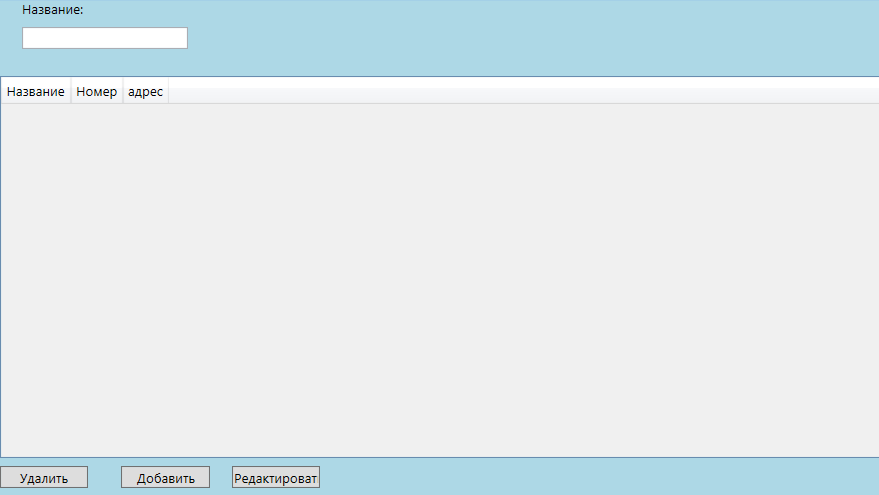 Название:
Название Номер адрес
Удалить Добавить Редактироват